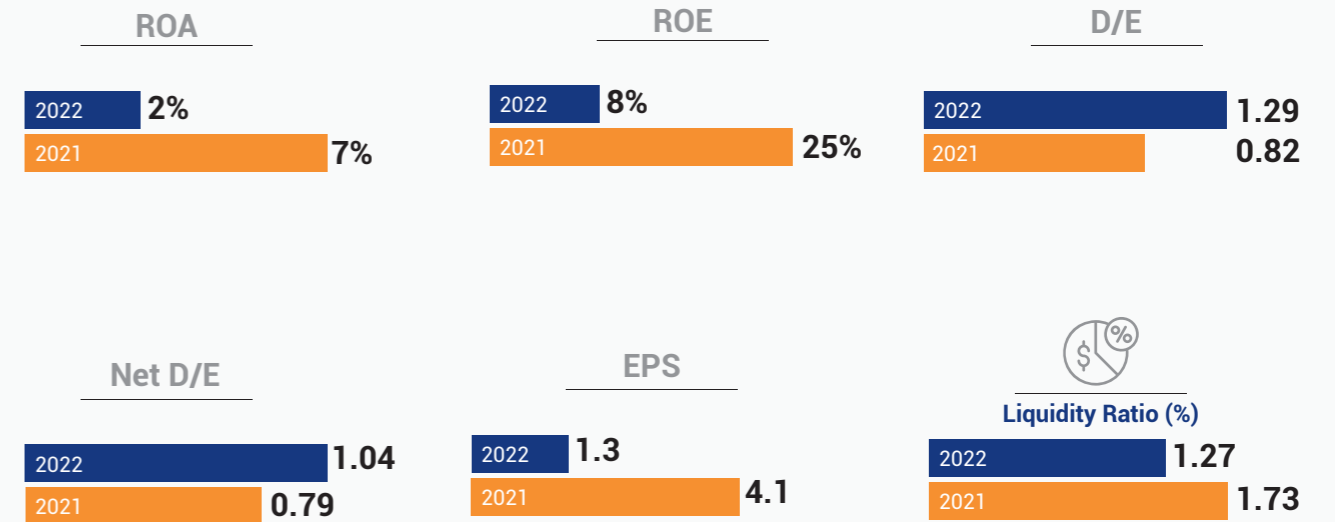 ROA
2022 2%
2021 7%
ROE
2022 8%
2021 25%
D/E
2022 1.29
2021 0.82
Net D/E
2022 1.04
2021 0.79
EPS
2022 1.3
2021 4.1
$ %
Liquidity Ratio (%)
2022 1.27
2021 1.73